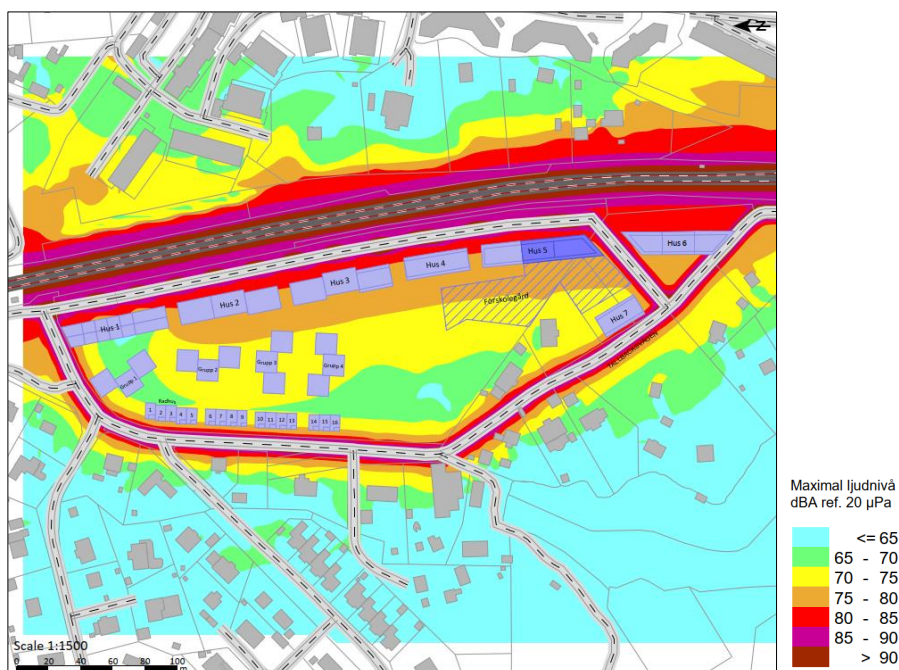 Z
Hus 6
Hus 5
Hus 4
Hus 3
Hus 2
Hus 1
Förskolegård
Hus 7
Grupp 1
Grupp 2
Grupp 3
Grupp 4
Radhus
1 2 3 4 5
6 7 8 9
10 11 12 13
14 15 16
Scale 1:1500
0 20 40 60 80 100
m
Maximal ljudnivå
dBA ref. 20 µPa
<= 65
65 - 70
70 - 75
75 - 80
80 - 85
85 - 90
> 90